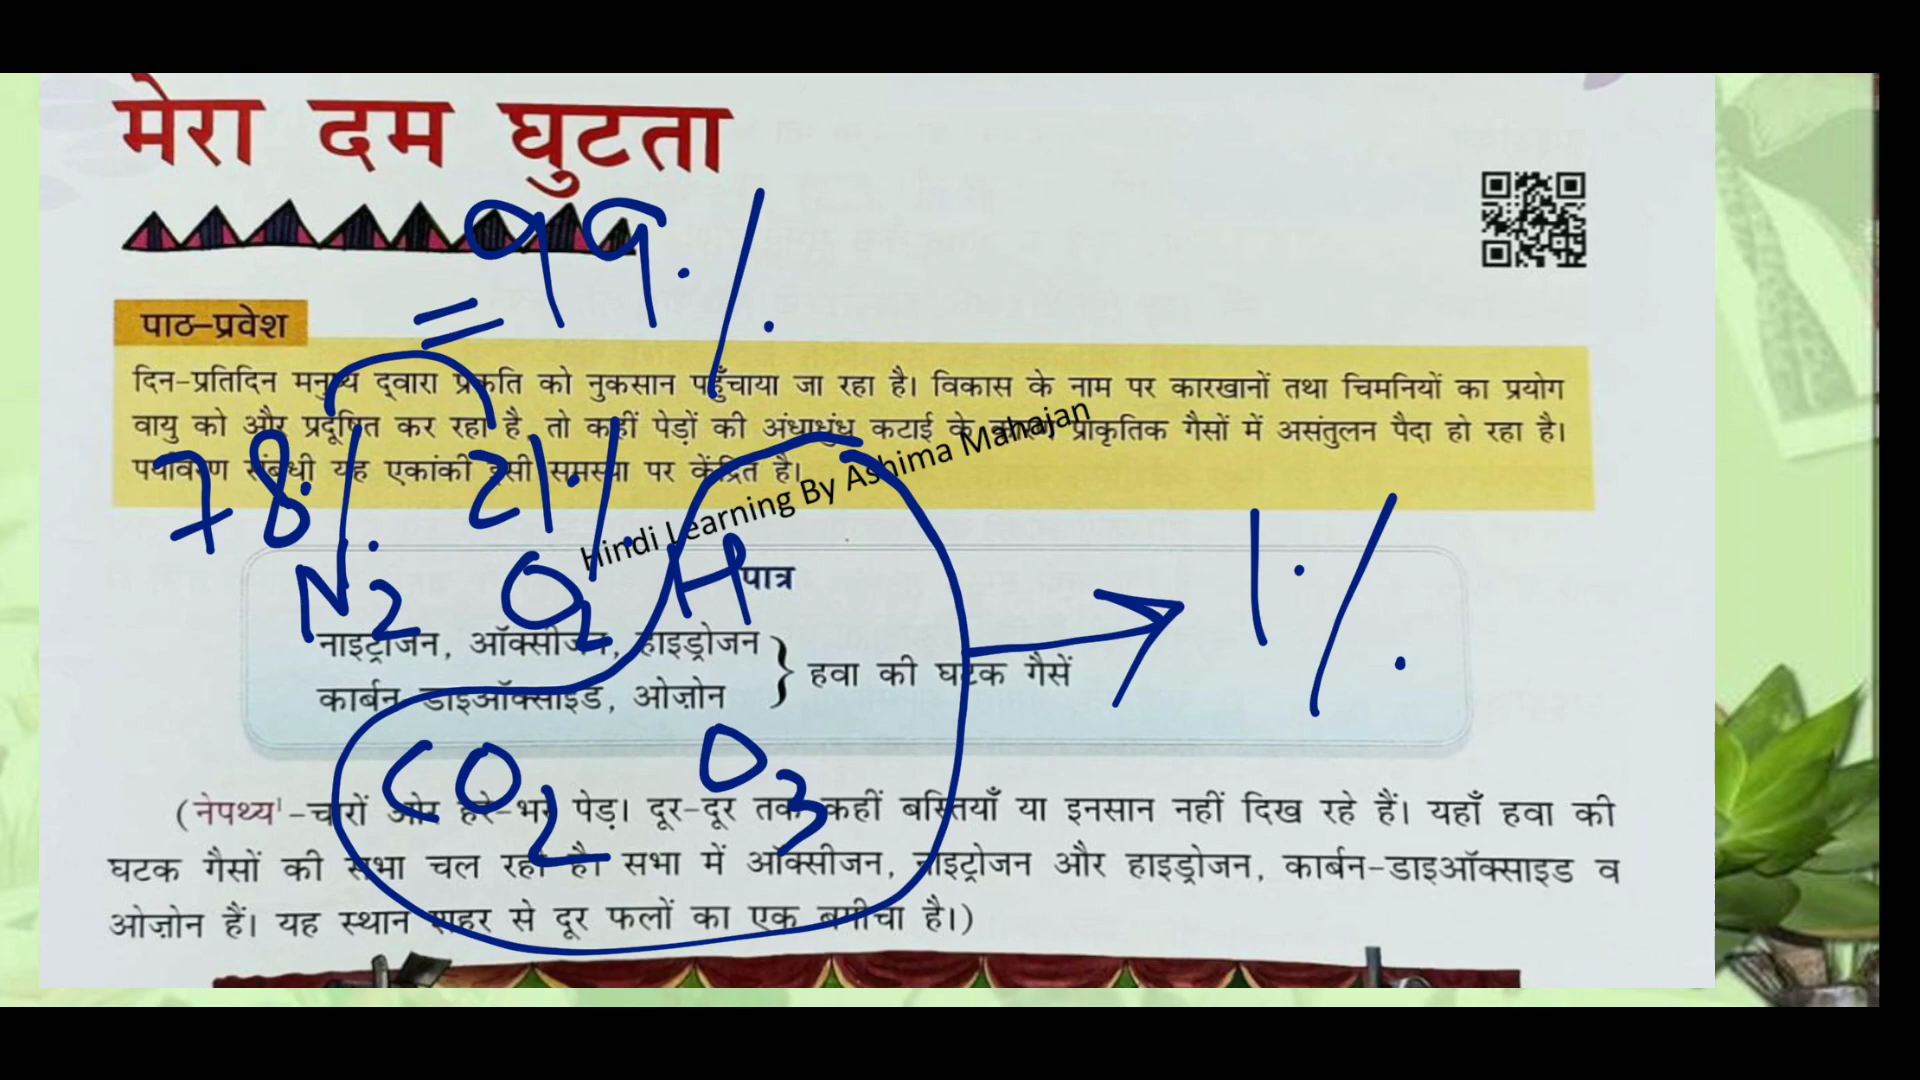 मेरा दम घुटता
= 99%
पाठ-प्रवेश
दिन-प्रतिदिन मनुष्य द्वारा प्रकृति को नुकसान पहुँचाया जा रहा है। विकास के नाम पर कारखानों तथा चिमनियों का प्रयोग
वायु को और प्रदूषित कर रहा है, तो कहीं पेड़ों की अंधाधुंध कटाई के प्राकृतिक गैसों में असंतुलन पैदा हो रहा है।
पर्यावरण संबंधी यह एकांकी इसी समस्या पर केंद्रित है।
Hindi Learning By Ashima Mahajan
78% 21%
1%
N2 O2 H
पात्र
नाइट्रोजन, ऑक्सीजन, हाइड्रोजन
कार्बन डाइऑक्साइड, ओज़ोन
} हवा की घटक गैसें
CO2 O3
(नेपथ्य¹-चारों ओर हरे-भरे पेड़। दूर-दूर तक कहीं बस्तियाँ या इनसान नहीं दिख रहे हैं। यहाँ हवा की
घटक गैसों की सभा चल रही है। सभा में ऑक्सीजन, नाइट्रोजन और हाइड्रोजन, कार्बन-डाइऑक्साइड व
ओज़ोन हैं। यह स्थान शहर से दूर फलों का एक बगीचा है।)